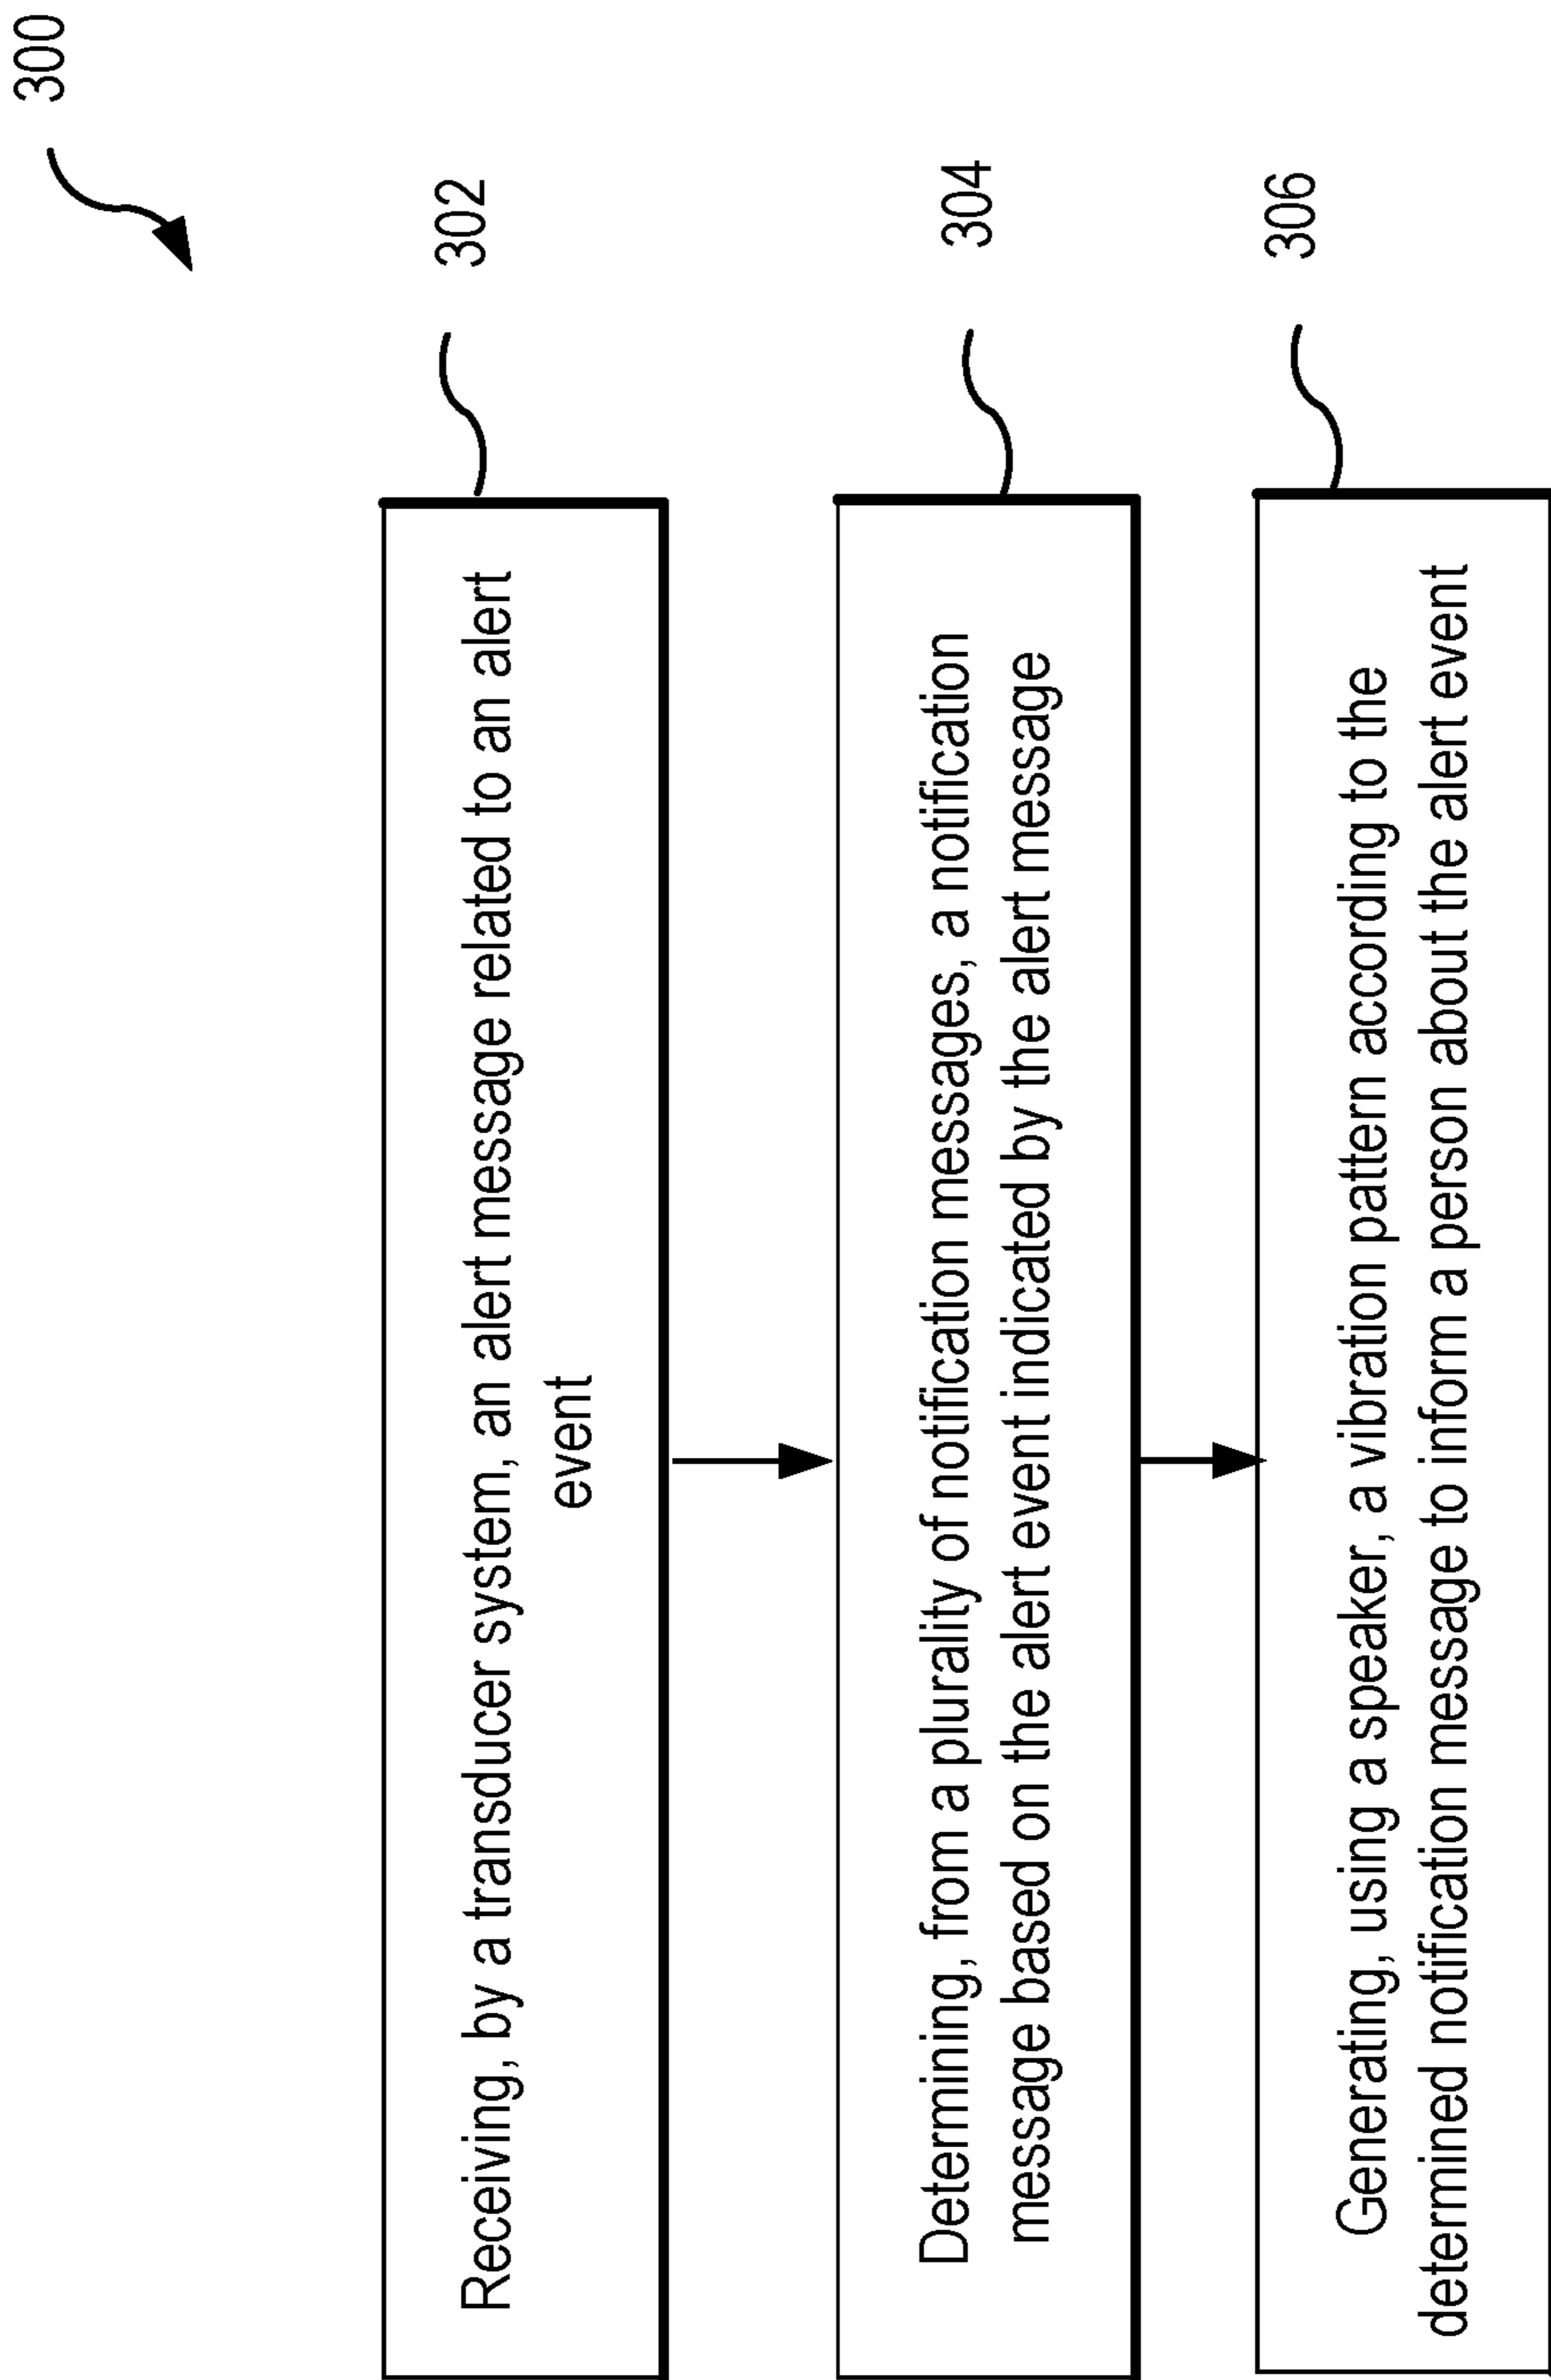 300
302
Receiving, by a transducer system, an alert message related to an alert
event
304
Determining, from a plurality of notification messages, a notification
message based on the alert event indicated by the alert message
306
Generating, using a speaker, a vibration pattern according to the
determined notification message to inform a person about the alert event